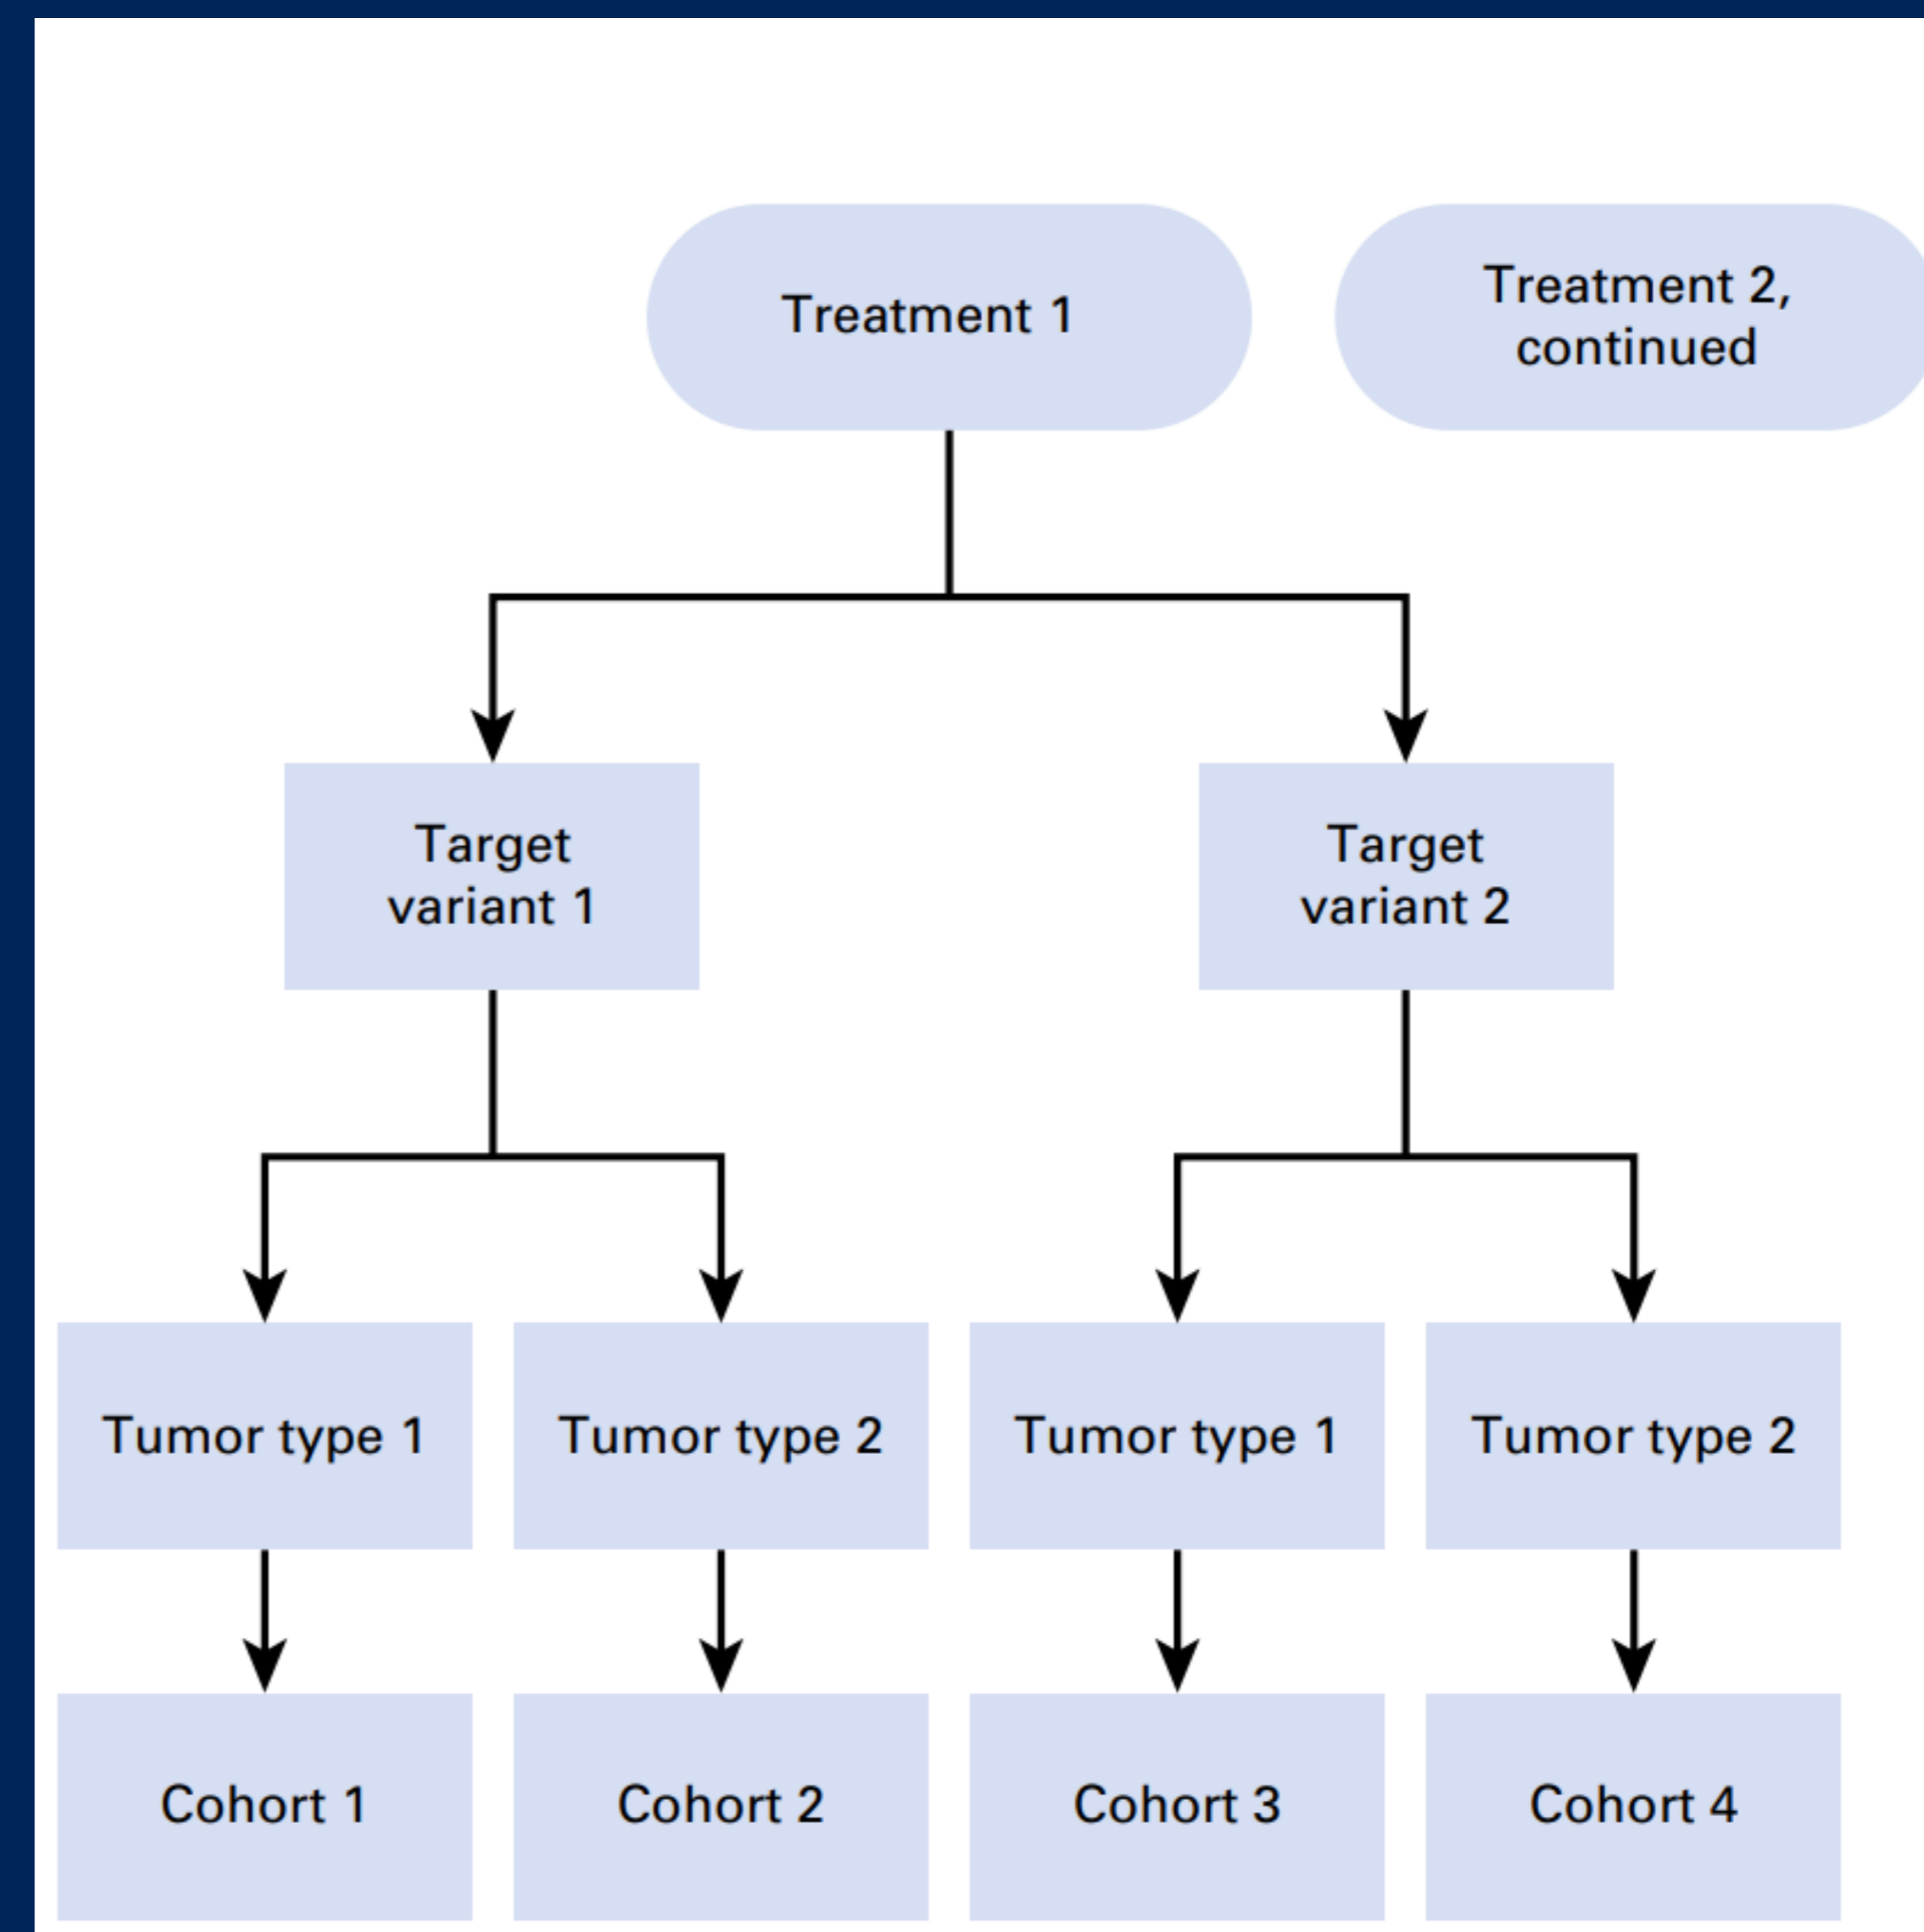 Treatment 1
Treatment 2,
continued
Target
variant 1
Target
variant 2
Tumor type 1
Tumor type 2
Tumor type 1
Tumor type 2
Cohort 1
Cohort 2
Cohort 3
Cohort 4